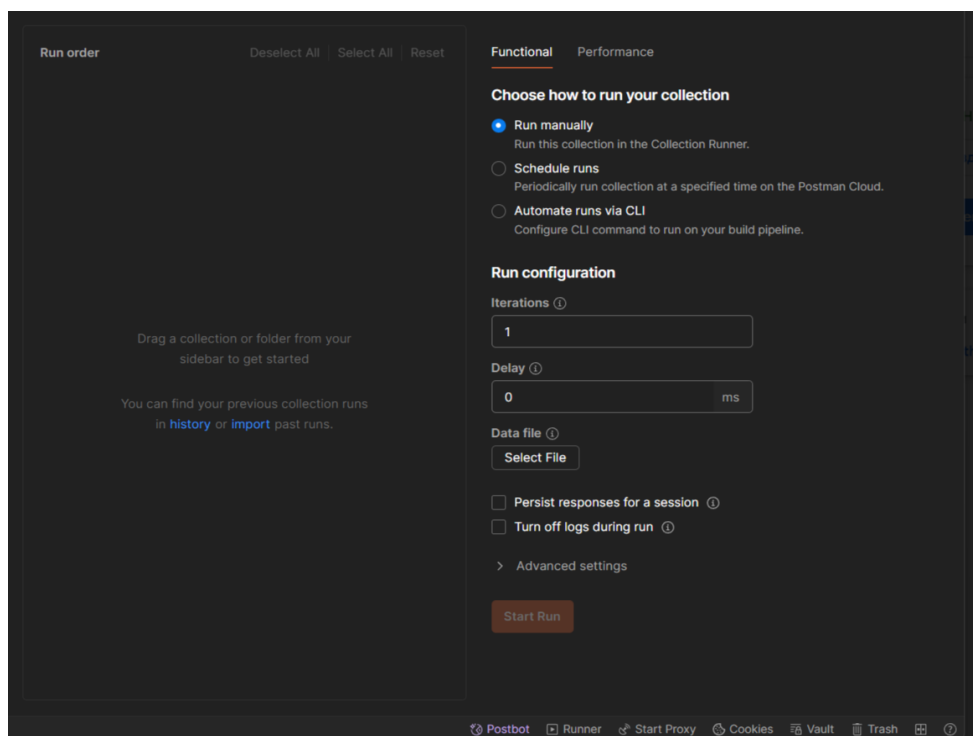 Run order
Deselect All
Select All
Reset
Drag a collection or folder from your
sidebar to get started
You can find your previous collection runs
in history or import past runs.
Functional
Performance
Choose how to run your collection
Run manually
Run this collection in the Collection Runner.
Schedule runs
Periodically run collection at a specified time on the Postman Cloud.
Automate runs via CLI
Configure CLI command to run on your build pipeline.
Run configuration
Iterations
1
Delay
0 ms
Data file
Select File
Persist responses for a session
Turn off logs during run
Advanced settings
Start Run
Postbot Runner Start Proxy Cookies Vault Trash